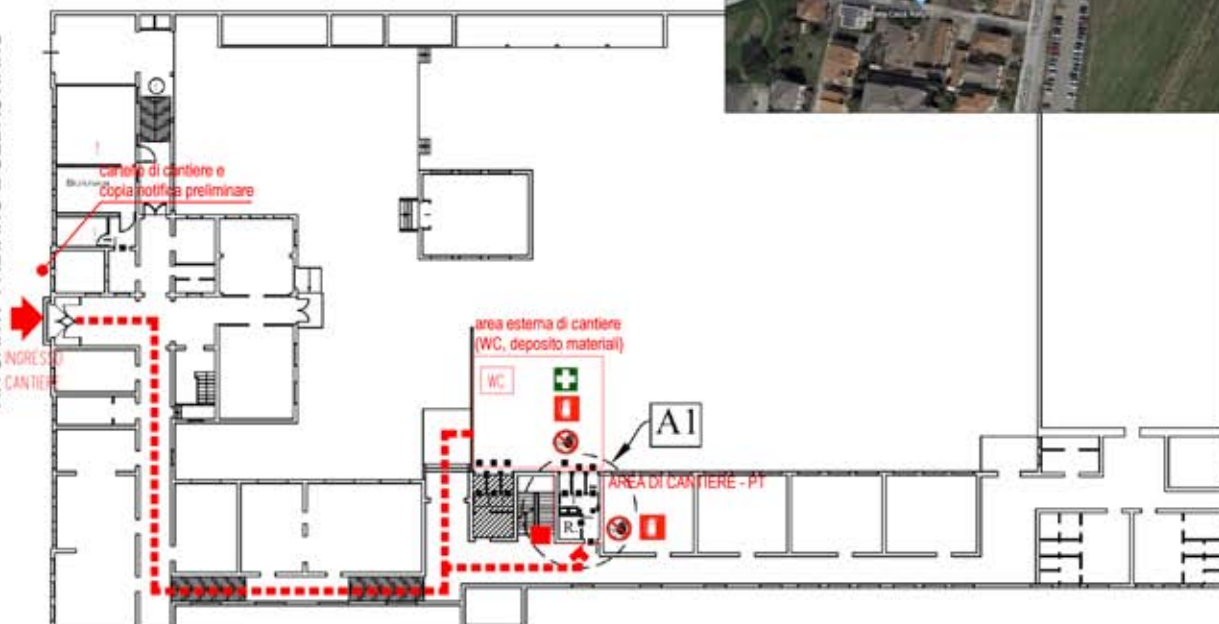 cartello di cantiere e
copia notifica preliminare
INGRESSO
CANTIERE
area esterna di cantiere
(WC, deposito materiali)
WC
A1
AREA DI CANTIERE - PT
R.